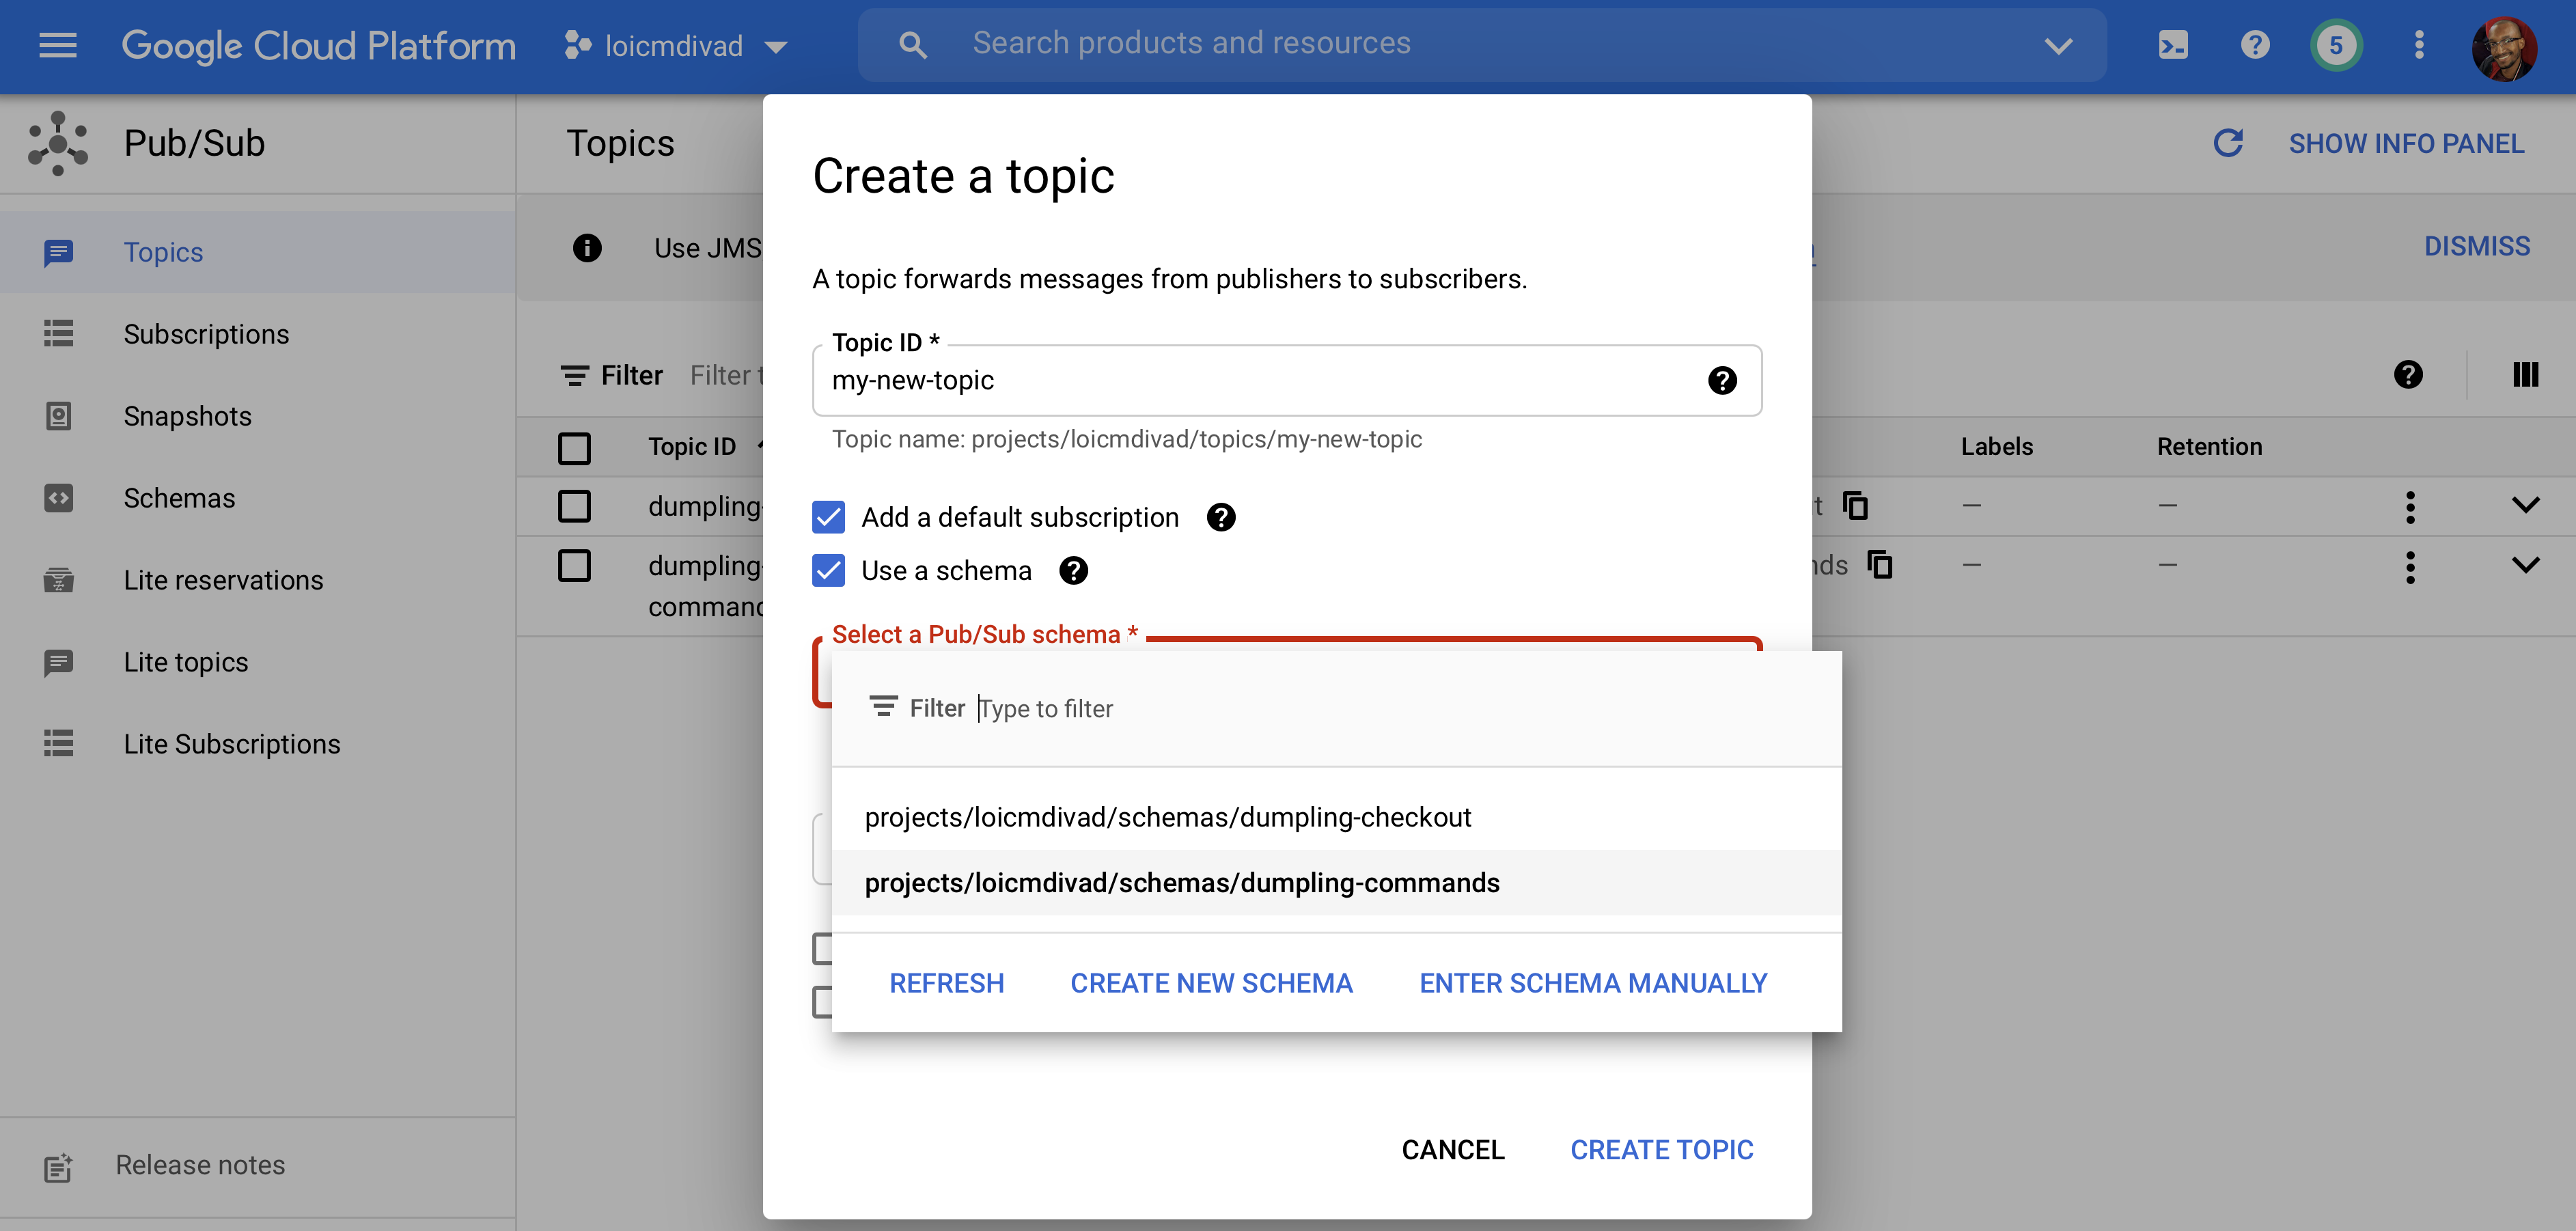 Google Cloud Platform
loicmdivad
Search products and resources
5
Pub/Sub
Topics
SHOW INFO PANEL
Topics
Subscriptions
Snapshots
Schemas
Lite reservations
Lite topics
Lite Subscriptions
Release notes
Use JMS
DISMISS
Filter Filter
Topic ID
Labels
Retention
dumpling-
–
–
dumpling-
–
–
Create a topic
A topic forwards messages from publishers to subscribers.
Topic ID *
my-new-topic
Topic name: projects/loicmdivad/topics/my-new-topic
Add a default subscription
Use a schema
Select a Pub/Sub schema *
Filter Type to filter
projects/loicmdivad/schemas/dumpling-checkout
projects/loicmdivad/schemas/dumpling-commands
REFRESH
CREATE NEW SCHEMA
ENTER SCHEMA MANUALLY
CANCEL
CREATE TOPIC